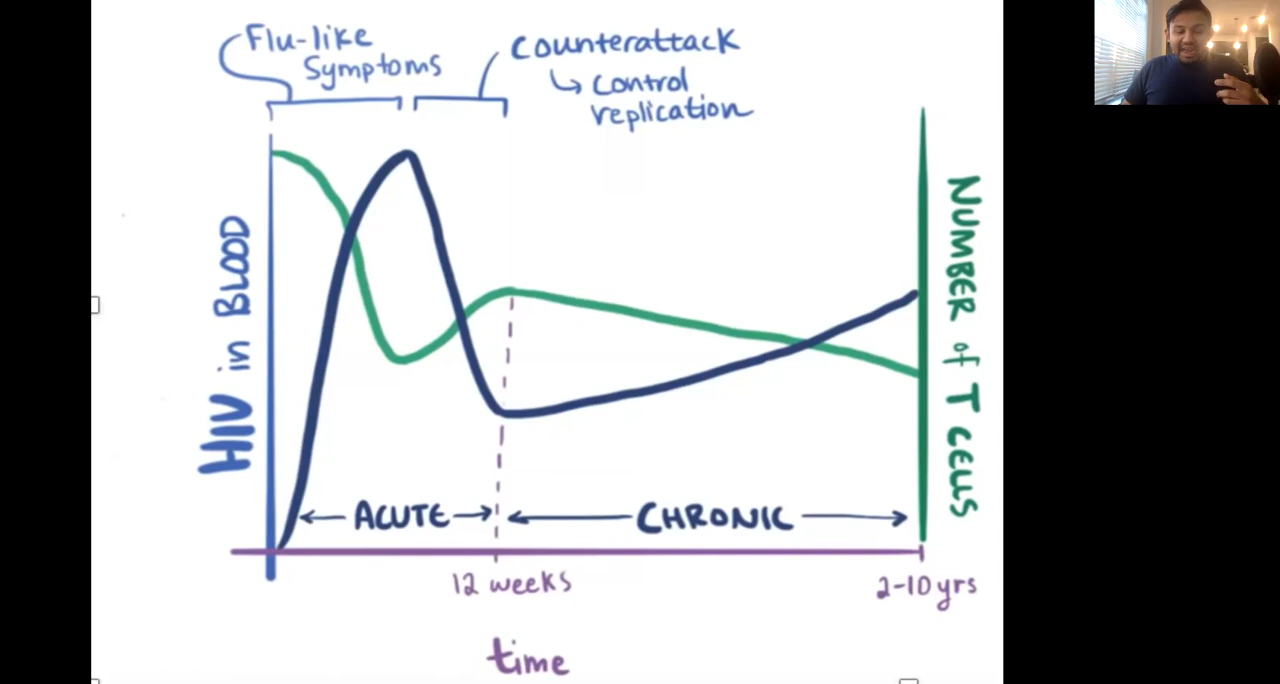 Flu-like
Symptoms
Counterattack
↳ Control
replication
HIV in BLOOD
NUMBER of T CELLS
ACUTE
CHRONIC
12 weeks
2-10 yrs
time